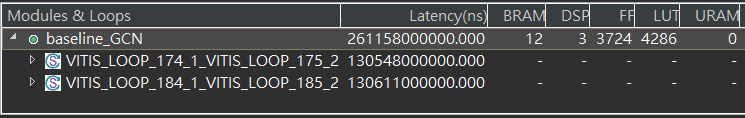 Modules & Loops Latency(ns) BRAM DSP FF LUT URAM
baseline_GCN 261158000000.000 12 3 3724 4286 0
VITIS_LOOP_174_1_VITIS_LOOP_175_2 130548000000.000 - - - - -
VITIS_LOOP_184_1_VITIS_LOOP_185_2 130611000000.000 - - - - -